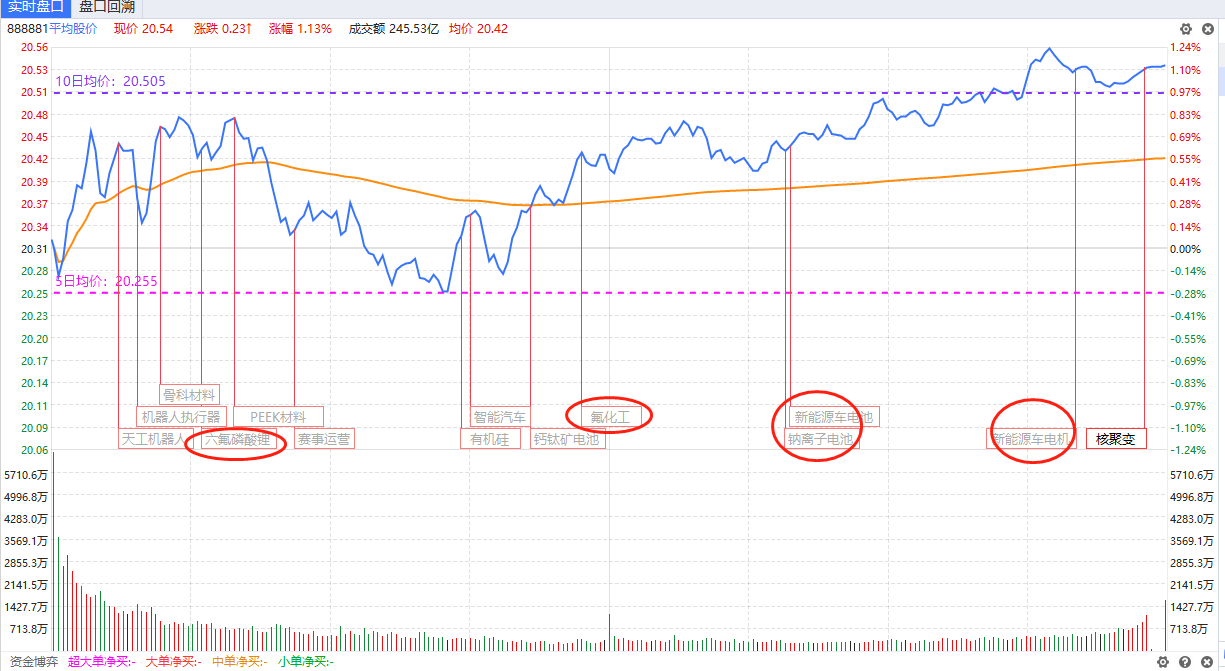 实时盘口 盘口回溯
888881平均股价 现价 20.54 涨跌 0.23↑ 涨幅 1.13% 成交额 245.53亿 均价 20.42
20.56 1.24%
20.53 1.10%
10日均价：20.505
20.51 0.97%
20.48 0.83%
20.45 0.69%
20.42 0.55%
20.39 0.41%
20.37 0.28%
20.34 0.14%
20.31 0.00%
20.28 -0.14%
5日均价：20.255
20.25 -0.28%
20.23 -0.41%
20.20 -0.55%
20.17 -0.69%
20.14 -0.83%
骨科材料
20.11 -0.97%
机器人执行器 PEEK材料 智能汽车 氟化工 新能源车电池
20.09 -1.10%
天工机器人 六氟磷酸锂 赛事运营 有机硅 钙钛矿电池 钠离子电池 新能源车电机 核聚变
20.06 -1.24%
5710.6万 5710.6万
4996.8万 4996.8万
4283.0万 4283.0万
3569.1万 3569.1万
2855.3万 2855.3万
2141.5万 2141.5万
1427.7万 1427.7万
713.8万 713.8万
资金博弈 超大单净买:- 大单净买:- 中单净买:- 小单净买:-